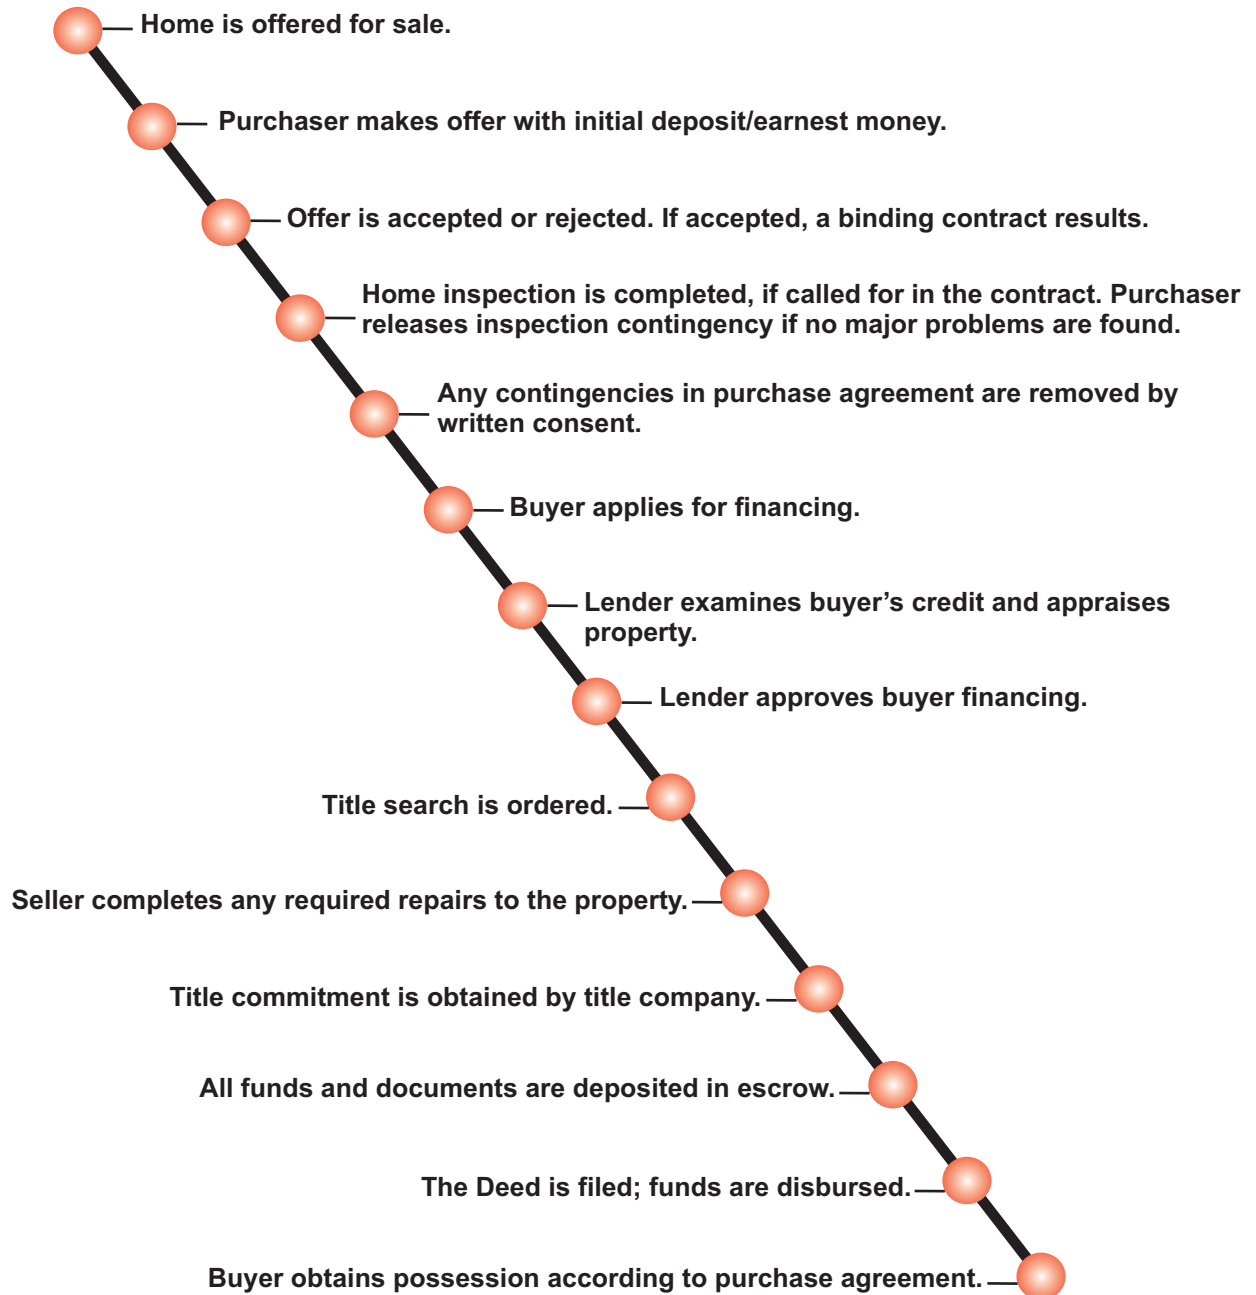 Home is offered for sale.
Purchaser makes offer with initial deposit/earnest money.
Offer is accepted or rejected. If accepted, a binding contract results.
Home inspection is completed, if called for in the contract. Purchaser
releases inspection contingency if no major problems are found.
Any contingencies in purchase agreement are removed by
written consent.
Buyer applies for financing.
Lender examines buyer’s credit and appraises
property.
Lender approves buyer financing.
Title search is ordered.
Seller completes any required repairs to the property.
Title commitment is obtained by title company.
All funds and documents are deposited in escrow.
The Deed is filed; funds are disbursed.
Buyer obtains possession according to purchase agreement.